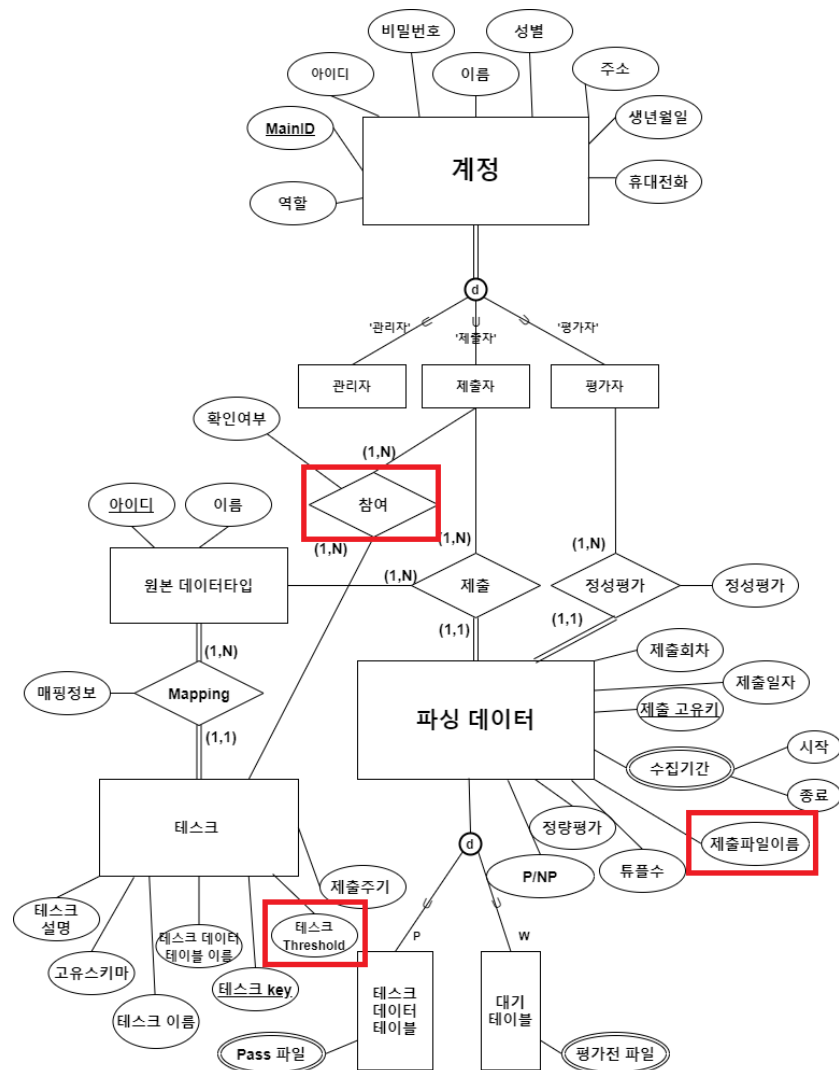 비밀번호
성별
아이디
이름
주소
MainID
생년월일
계정
역할
휴대전화
d
'관리자'
U
'제출자'
U
U
'평가자'
관리자
제출자
평가자
확인여부
(1,N)
참여
아이디
이름
(1,N)
(1,N)
(1,N)
원본 데이터타입
(1,N)
제출
정성평가
정성평가
(1,1)
(1,1)
(1,N)
제출회차
매핑정보
Mapping
제출일자
제출 고유키
파싱 데이터
(1,1)
시작
수집기간
종료
테스크
정량평가
제출파일이름
d
P/NP
튜플수
제출주기
테스크
설명
테스크 데이터
테이블 이름
테스크
Threshold
U
U
P
W
고유스키마
테스크 key
테스크 이름
테스크
데이터
테이블
대기
테이블
Pass 파일
평가전 파일